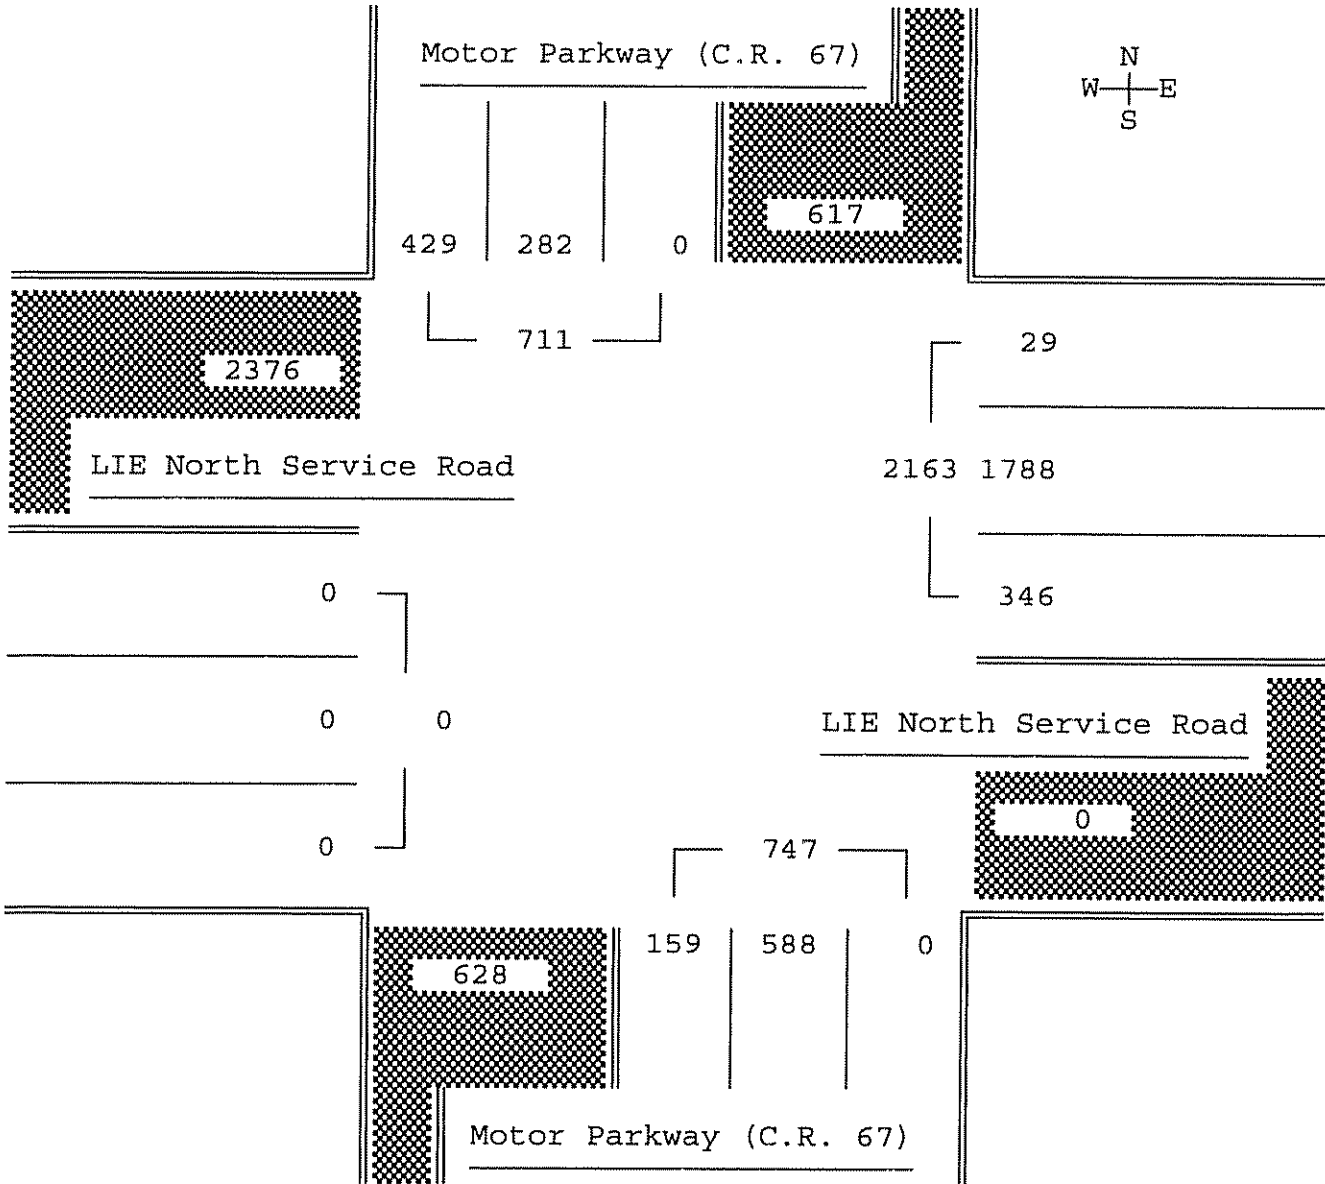 Motor Parkway (C.R. 67)
N
W E
S
617
429 282 0
711
29
2376
LIE North Service Road
2163 1788
0
346
0 0
LIE North Service Road
0
0
747
159 588 0
628
Motor Parkway (C.R. 67)